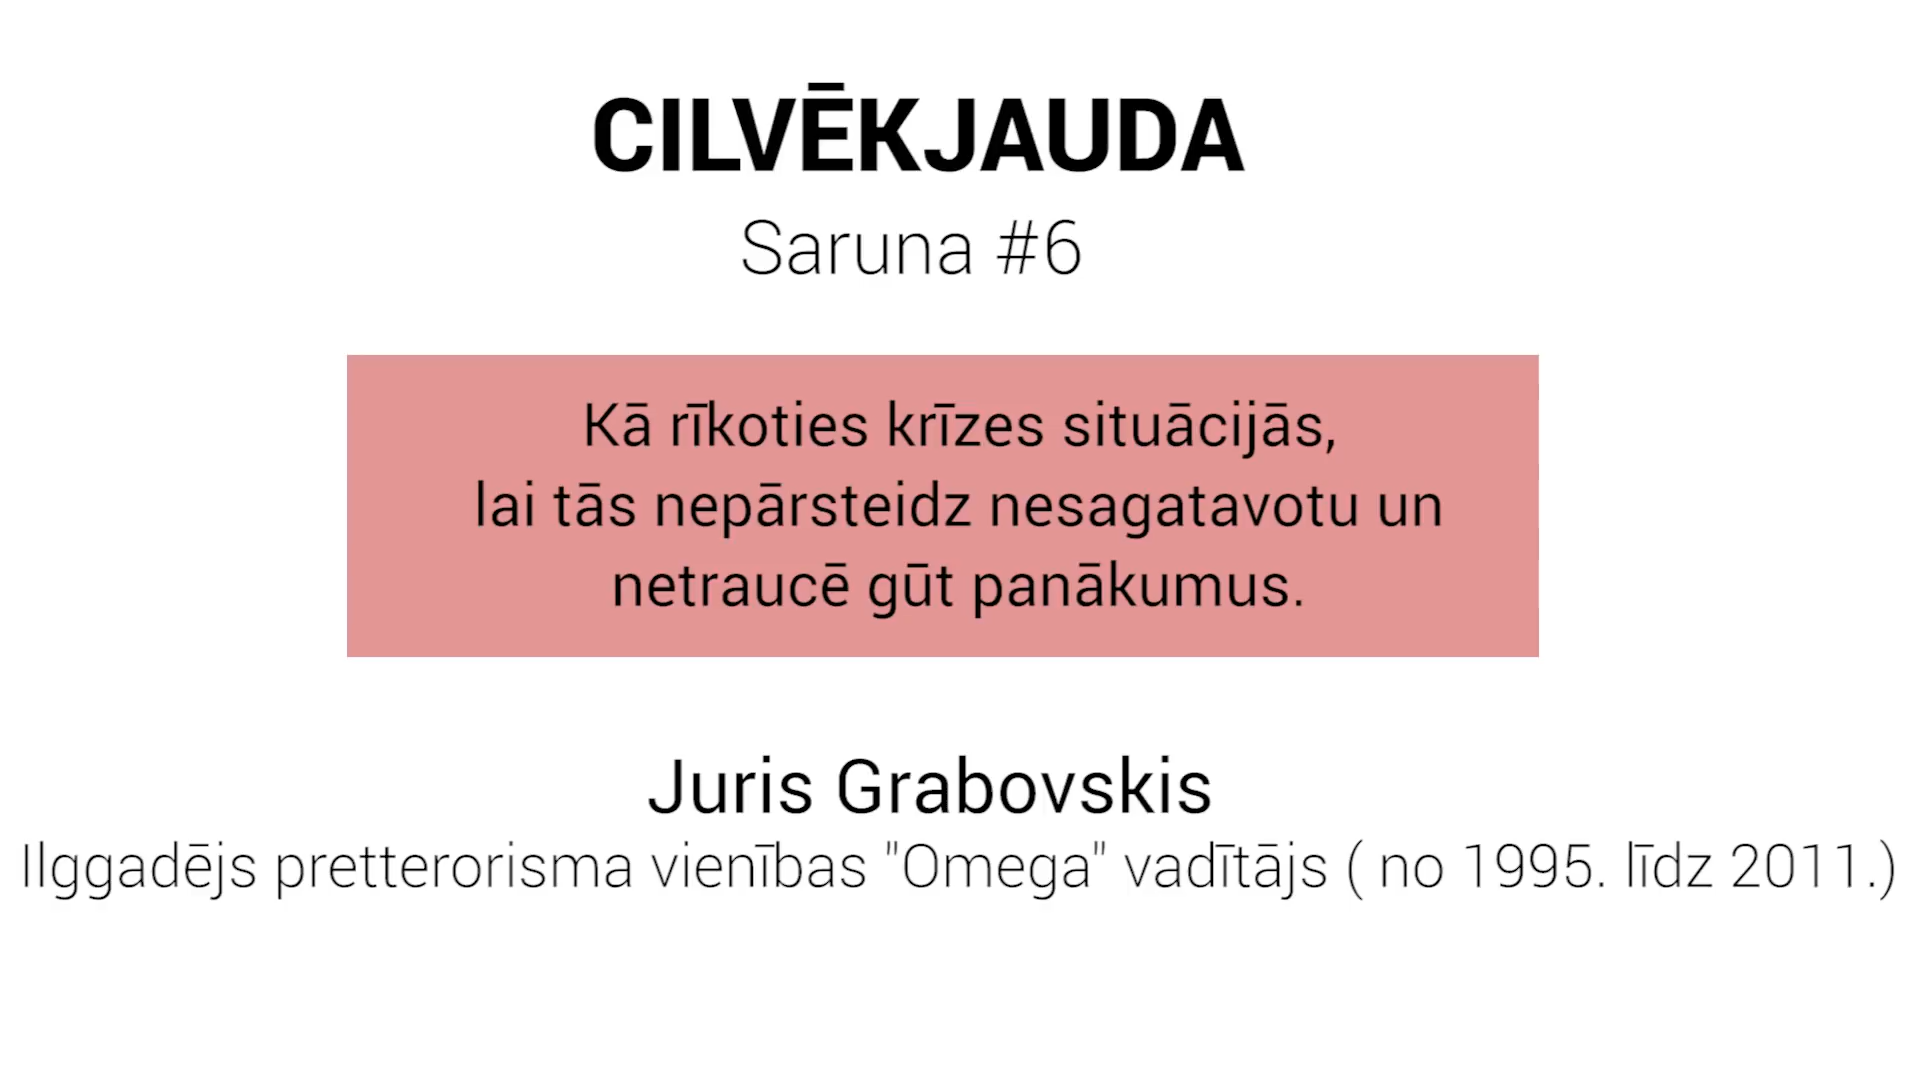 CILVĒKJAUDA
Saruna #6
Kā rīkoties krīzes situācijās,
lai tās nepārsteidz nesagatavotu un
netraucē gūt panākumus.
Juris Grabovskis
Ilggadējs pretterorisma vienības "Omega" vadītājs ( no 1995. līdz 2011.)